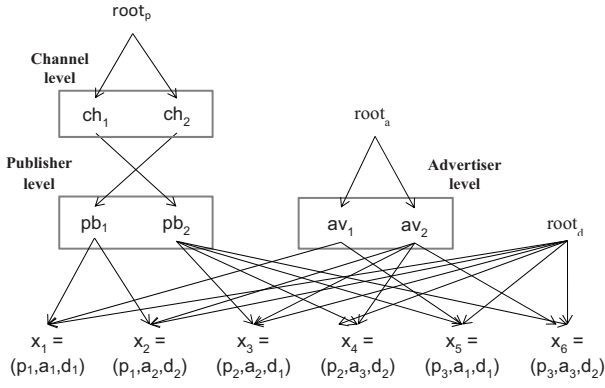 root_p
Channel level
ch_1 ch_2
root_a
Publisher level
Advertiser level
pb_1 pb_2 av_1 av_2 root_d
x_1 = x_2 = x_3 = x_4 = x_5 = x_6 =
(p_1,a_1,d_1) (p_1,a_2,d_2) (p_2,a_2,d_1) (p_2,a_3,d_2) (p_3,a_1,d_1) (p_3,a_3,d_2)